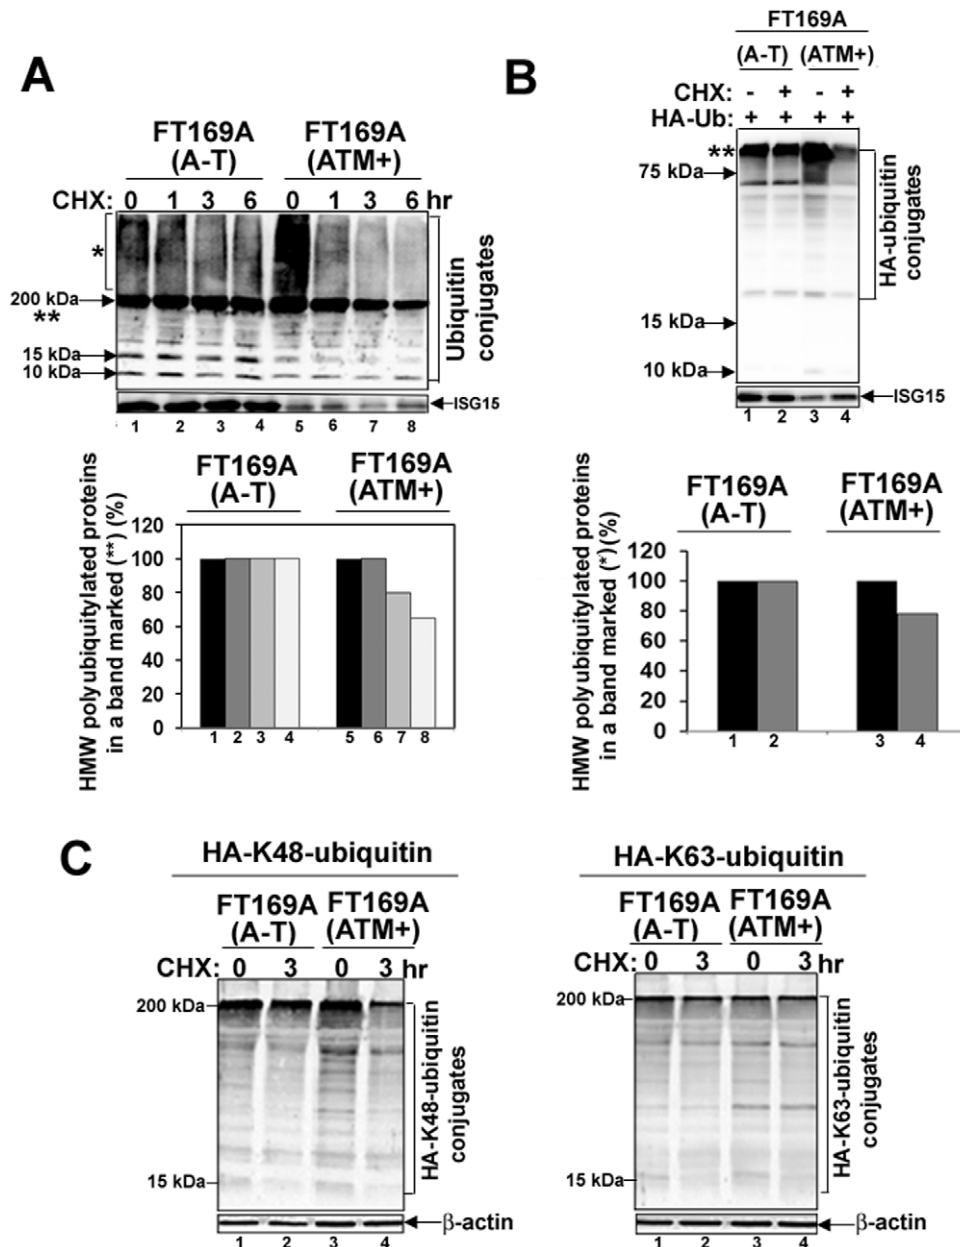 A
FT169A
(A-T)
FT169A
(ATM+)
CHX: 0 1 3 6 0 1 3 6 hr
*
200 kDa
**
15 kDa
10 kDa
Ubiquitin
conjugates
ISG15
1 2 3 4 5 6 7 8
FT169A
(A-T)
FT169A
(ATM+)
HMW polyubiquitylated proteins
in a band marked (**) (%)
120
100
80
60
40
20
0
1 2 3 4 5 6 7 8
B
FT169A
(A-T) (ATM+)
CHX: - + - +
HA-Ub: + + + +
**
75 kDa
15 kDa
10 kDa
HA-ubiquitin
conjugates
ISG15
1 2 3 4
FT169A
(A-T)
FT169A
(ATM+)
HMW polyubiquitylated proteins
in a band marked (*)(%)
120
100
80
60
40
20
0
1 2 3 4
C
HA-K48-ubiquitin
FT169A
(A-T)
FT169A
(ATM+)
CHX: 0 3 0 3 hr
200 kDa
15 kDa
HA-K48-ubiquitin
conjugates
β-actin
1 2 3 4
HA-K63-ubiquitin
FT169A
(A-T)
FT169A
(ATM+)
CHX: 0 3 0 3 hr
200 kDa
15 kDa
HA-K63-ubiquitin
conjugates
β-actin
1 2 3 4